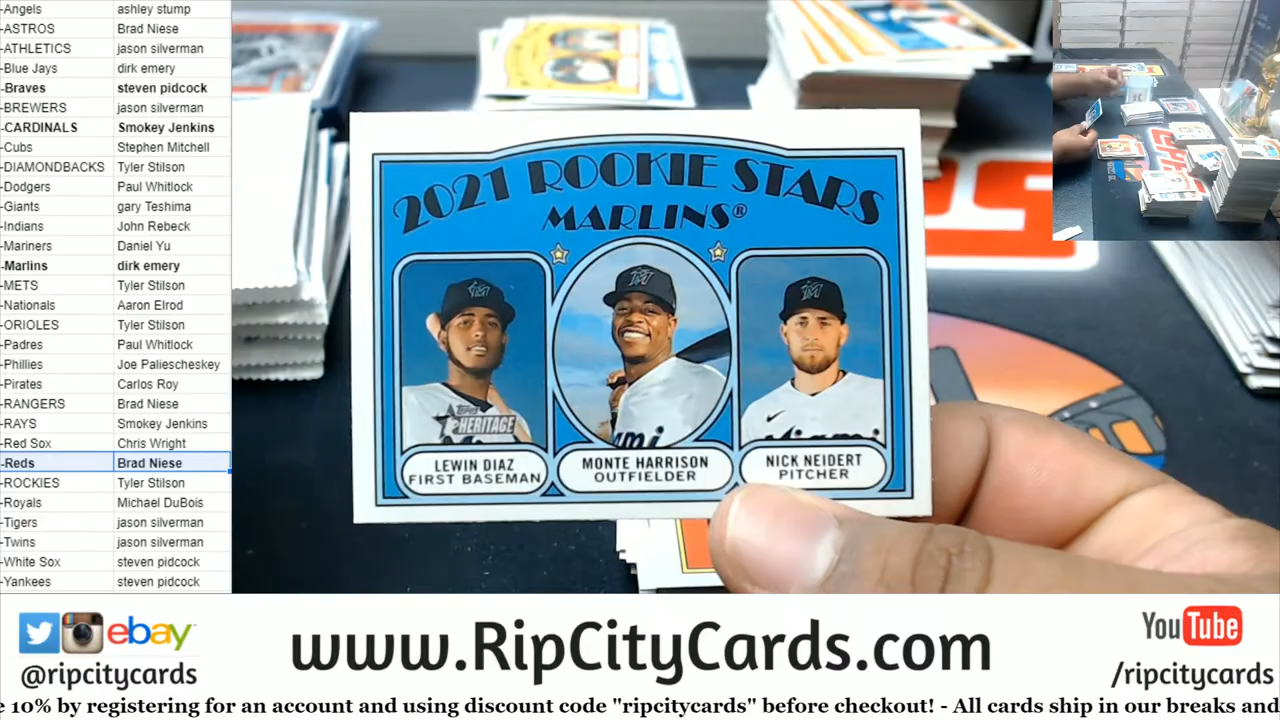 -Angels ashley stump
-ASTROS Brad Niese
-ATHLETICS jason silverman
-Blue Jays dirk emery
-Braves steven pidcock
-BREWERS jason silverman
-CARDINALS Smokey Jenkins
-Cubs Stephen Mitchell
-DIAMONDBACKS Tyler Stilson
-Dodgers Paul Whitlock
-Giants gary Teshima
-Indians John Rebeck
-Mariners Daniel Yu
-Marlins dirk emery
-METS Tyler Stilson
-Nationals Aaron Elrod
-ORIOLES Tyler Stilson
-Padres Paul Whitlock
-Phillies Joe Paliescheskey
-Pirates Carlos Roy
-RANGERS Brad Niese
-RAYS Smokey Jenkins
-Red Sox Chris Wright
-Reds Brad Niese
-ROCKIES Tyler Stilson
-Royals Michael DuBois
-Tigers jason silverman
-Twins jason silverman
-White Sox steven pidcock
-Yankees steven pidcock
2021 ROOKIE STARS
MARLINS®
Topps
HERITAGE
Miami
LEWIN DIAZ
FIRST BASEMAN
MONTE HARRISON
OUTFIELDER
NICK NEIDERT
PITCHER
ebay
@ripcitycards
www.RipCityCards.com
YouTube
/ripcitycards
e 10% by registering for an account and using discount code "ripcitycards" before checkout! - All cards ship in our breaks and